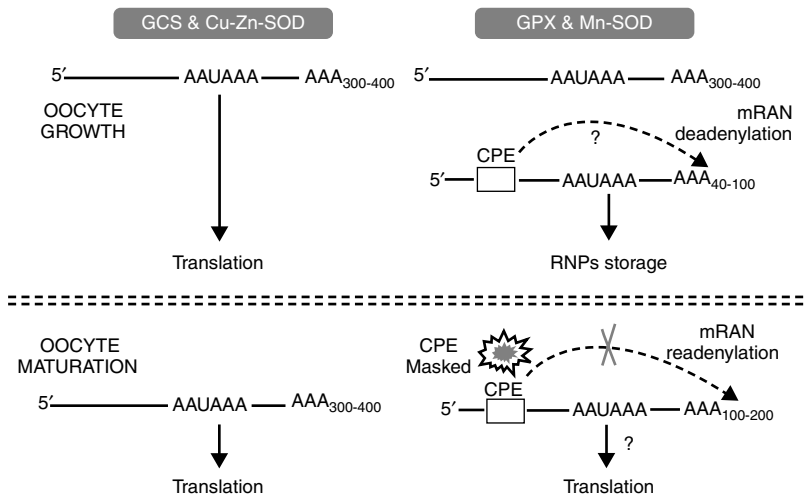 GCS & Cu-Zn-SOD
GPX & Mn-SOD
5′ AAUAAA AAA300-400
OOCYTE
GROWTH
Translation
AAUAAA AAA300-400
5′
mRAN
deadenylation
?
CPE
5′ AAUAAA AAA40-100
RNPs storage
OOCYTE
MATURATION
5′ AAUAAA AAA300-400
Translation
CPE
Masked
mRAN
readenylation
CPE
5′ AAUAAA AAA100-200
?
Translation